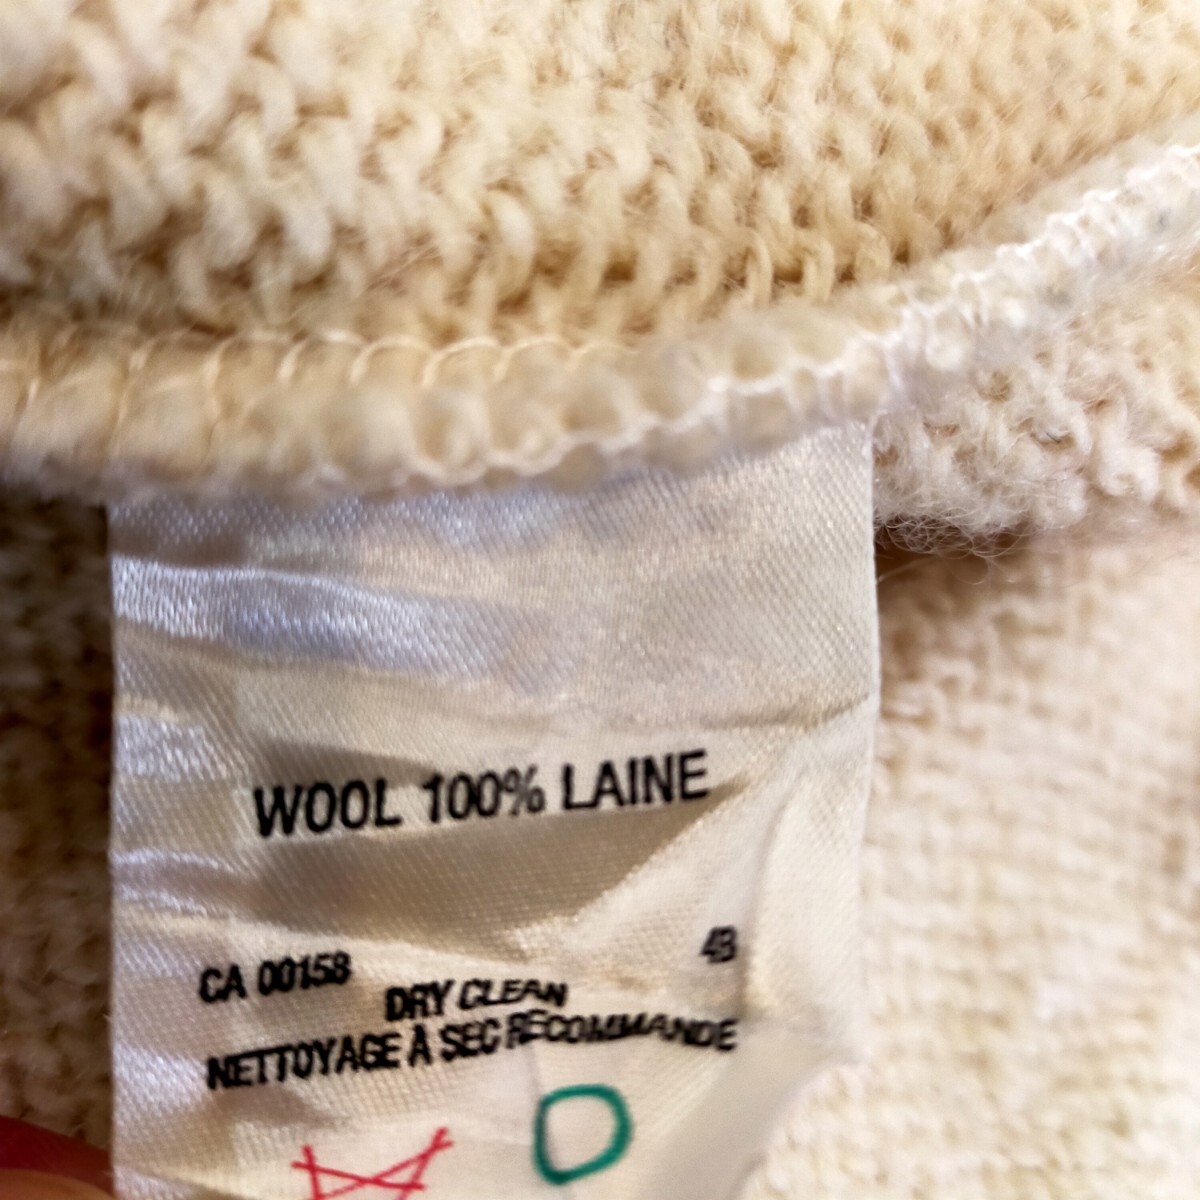 WOOL 100% LAINE
CA 00158 43
DRY CLEAN
NETTOYAGE À SEC RECOMMANDE